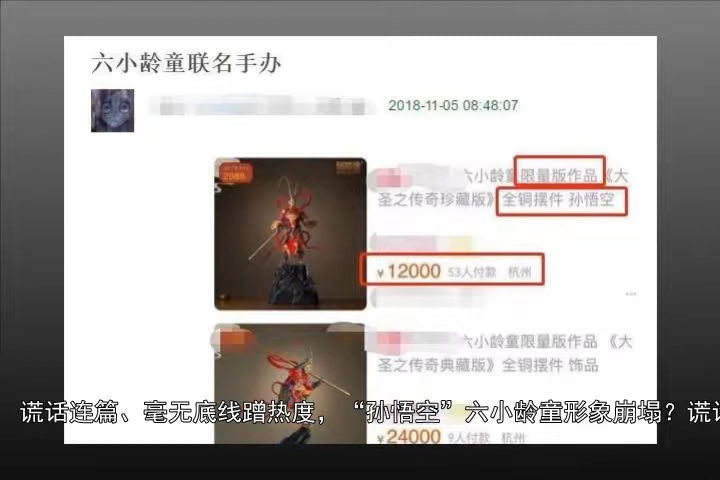 六小龄童联名手办
2018-11-05 08:48:07
2988
六小龄童限量版作品《大
圣之传奇珍藏版》全铜摆件 孙悟空
¥12000 53人付款 杭州
...
六小龄童限量版作品 《大
圣之传奇典藏版》全铜摆件 饰品
谎话连篇、毫无底线蹭热度，“孙悟空”六小龄童形象崩塌？谎话
¥24000 9人付款 杭州